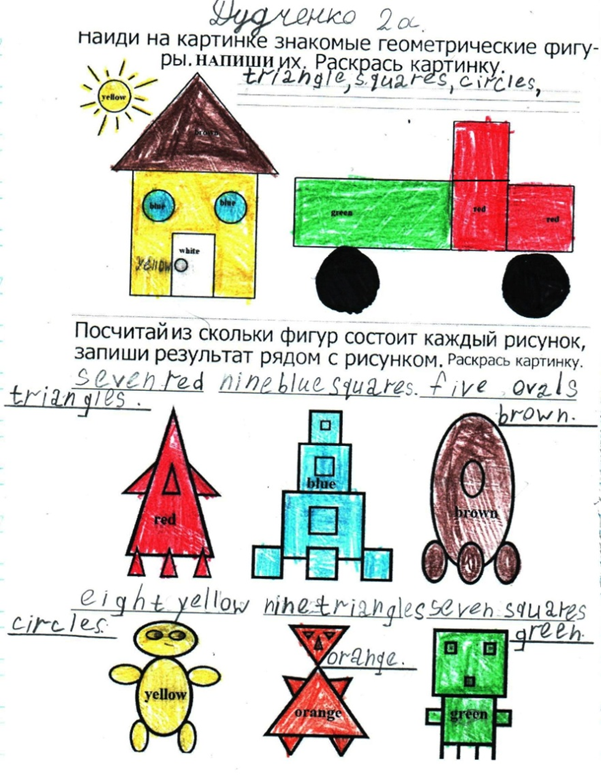 Дудченко 2а.
Найди на картинке знакомые геометрические фигу-
ры. НАПИШИ их. Раскрась картинку.
triangle, squares, circles,
yellow
brown
blue
blue
white
yellow
green
red
red
Посчитай из скольки фигур состоит каждый рисунок,
запиши результат рядом с рисунком. Раскрась картинку.
seven red nine blue squares. five ovals
triangles. brown.
red
blue
brown
eight yellow nine triangles seven squares
circles. orange. green.
yellow
orange
green